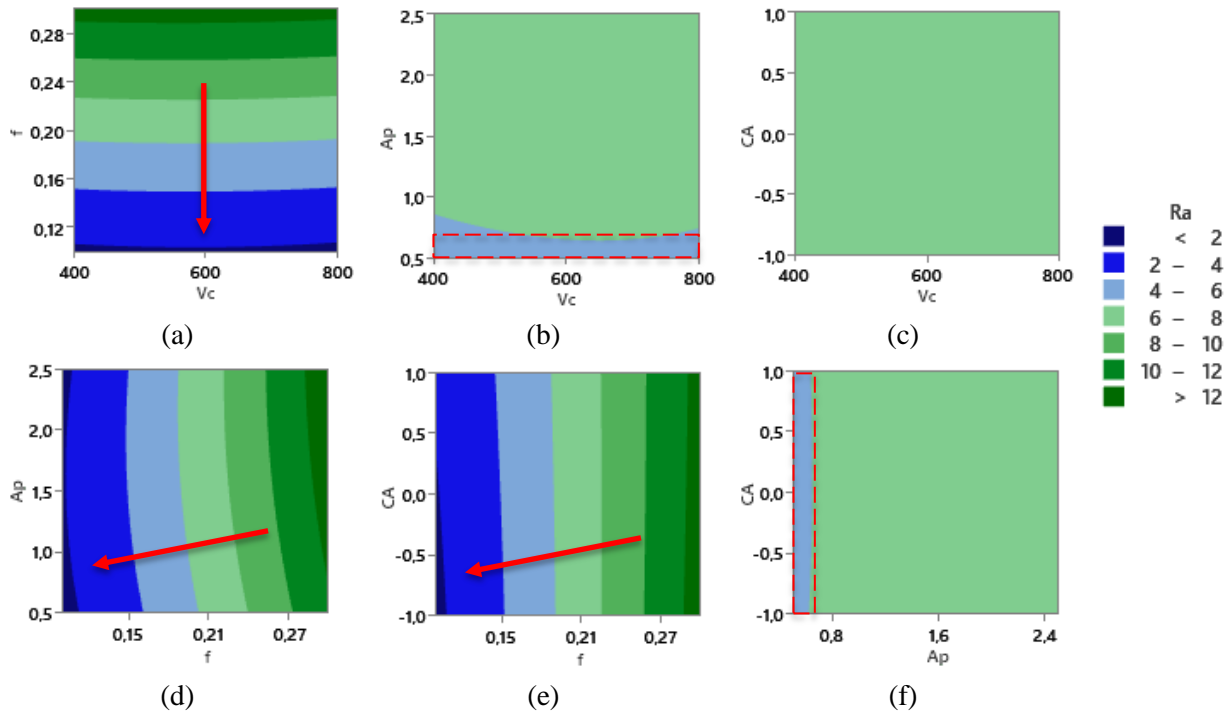 0,28
0,24
0,20
0,16
0,12
f
400 600 800
Vc
(a)
2,5
2,0
1,5
1,0
0,5
Ap
400 600 800
Vc
(b)
1,0
0,5
0,0
-0,5
-1,0
CA
400 600 800
Vc
(c)
Ra
< 2
2 – 4
4 – 6
6 – 8
8 – 10
10 – 12
> 12
2,5
2,0
1,5
1,0
0,5
Ap
0,15 0,21 0,27
f
(d)
1,0
0,5
0,0
-0,5
-1,0
CA
0,15 0,21 0,27
f
(e)
1,0
0,5
0,0
-0,5
-1,0
CA
0,8 1,6 2,4
Ap
(f)